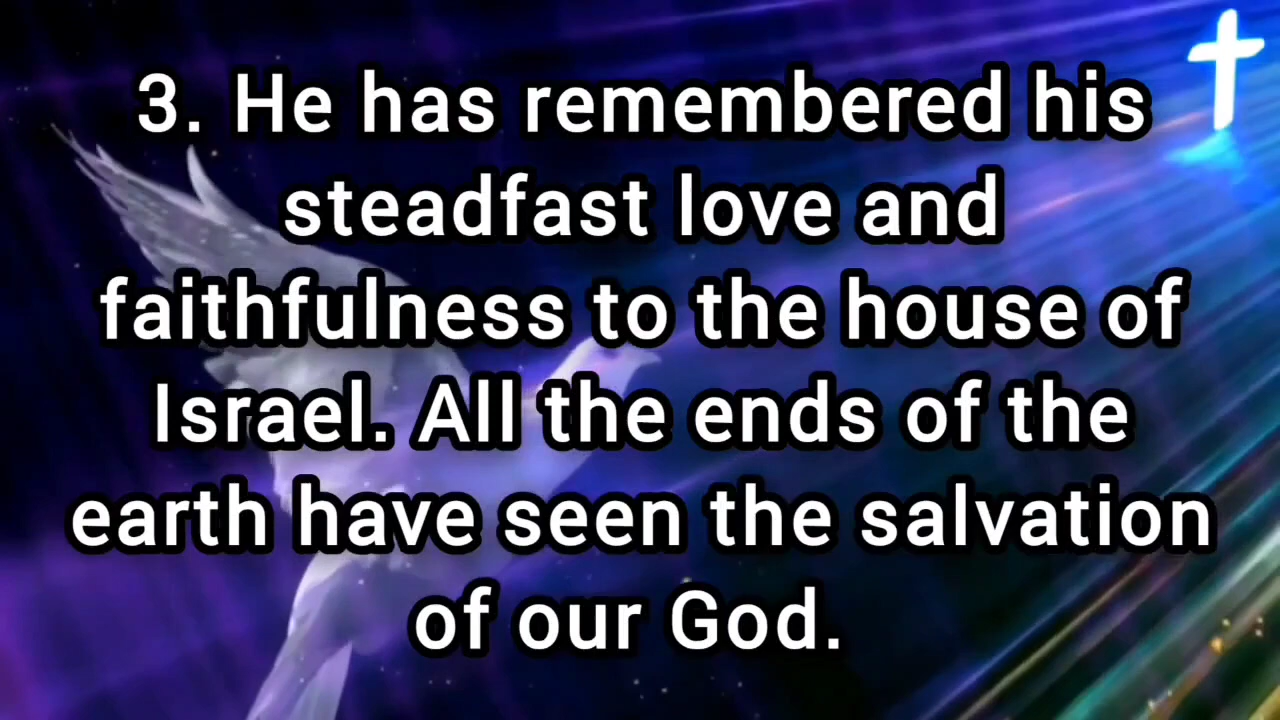 3. He has remembered his
steadfast love and
faithfulness to the house of
Israel. All the ends of the
earth have seen the salvation
of our God.